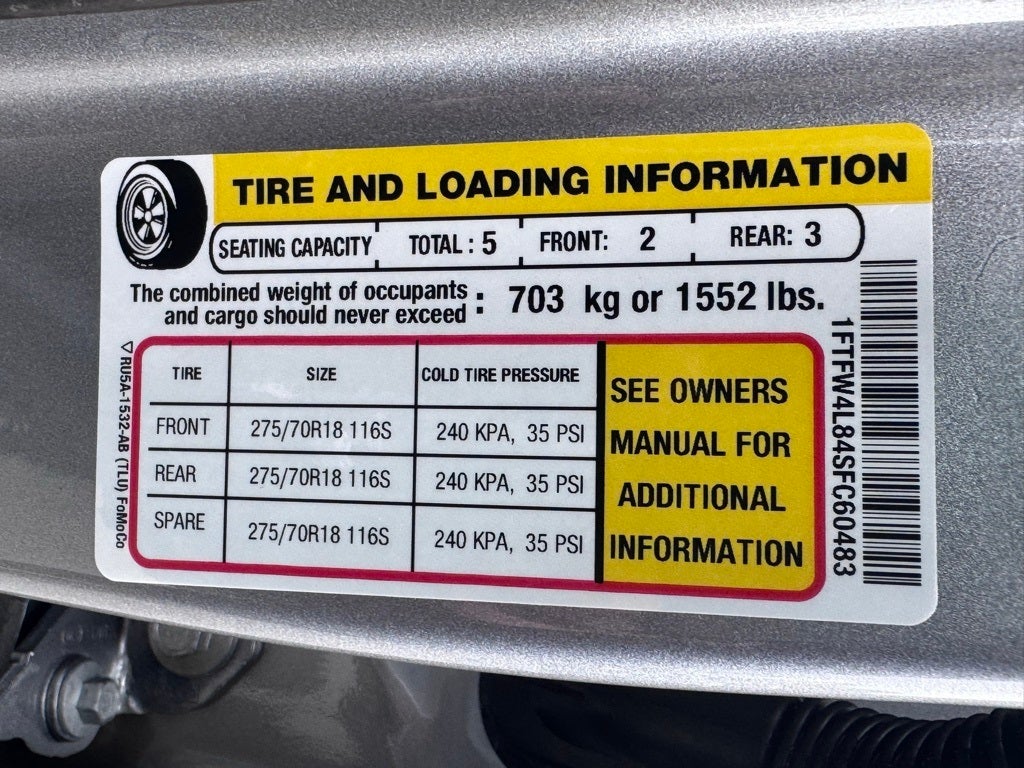 TIRE AND LOADING INFORMATION
SEATING CAPACITY TOTAL : 5 FRONT: 2 REAR: 3
The combined weight of occupants
and cargo should never exceed : 703 kg or 1552 lbs.
TIRE SIZE COLD TIRE PRESSURE
FRONT 275/70R18 116S 240 KPA, 35 PSI
REAR 275/70R18 116S 240 KPA, 35 PSI
SPARE 275/70R18 116S 240 KPA, 35 PSI
SEE OWNERS
MANUAL FOR
ADDITIONAL
INFORMATION
RU5A-1532-AB (TLU) FoMoCo
1FTFW4L84SFC60483